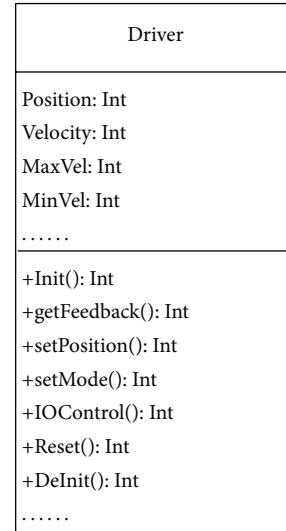 Driver
Position: Int
Velocity: Int
MaxVel: Int
MinVel: Int
......
+Init(): Int
+getFeedback(): Int
+setPosition(): Int
+setMode(): Int
+IOControl(): Int
+Reset(): Int
+DeInit(): Int
......